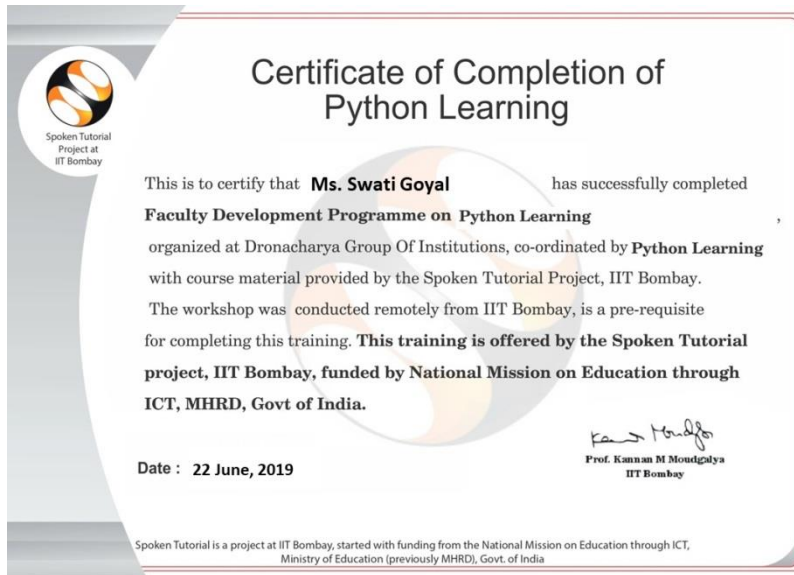 Certificate of Completion of
Python Learning
Spoken Tutorial
Project at
IIT Bombay
This is to certify that Ms. Swati Goyal has successfully completed
Faculty Development Programme on Python Learning ,
organized at Dronacharya Group Of Institutions, co-ordinated by Python Learning
with course material provided by the Spoken Tutorial Project, IIT Bombay.
The workshop was conducted remotely from IIT Bombay, is a pre-requisite
for completing this training. This training is offered by the Spoken Tutorial
project, IIT Bombay, funded by National Mission on Education through
ICT, MHRD, Govt of India.
Date : 22 June, 2019
Prof. Kannan M Moudgalya
IIT Bombay
Spoken Tutorial is a project at IIT Bombay, started with funding from the National Mission on Education through ICT,
Ministry of Education (previously MHRD), Govt. of India